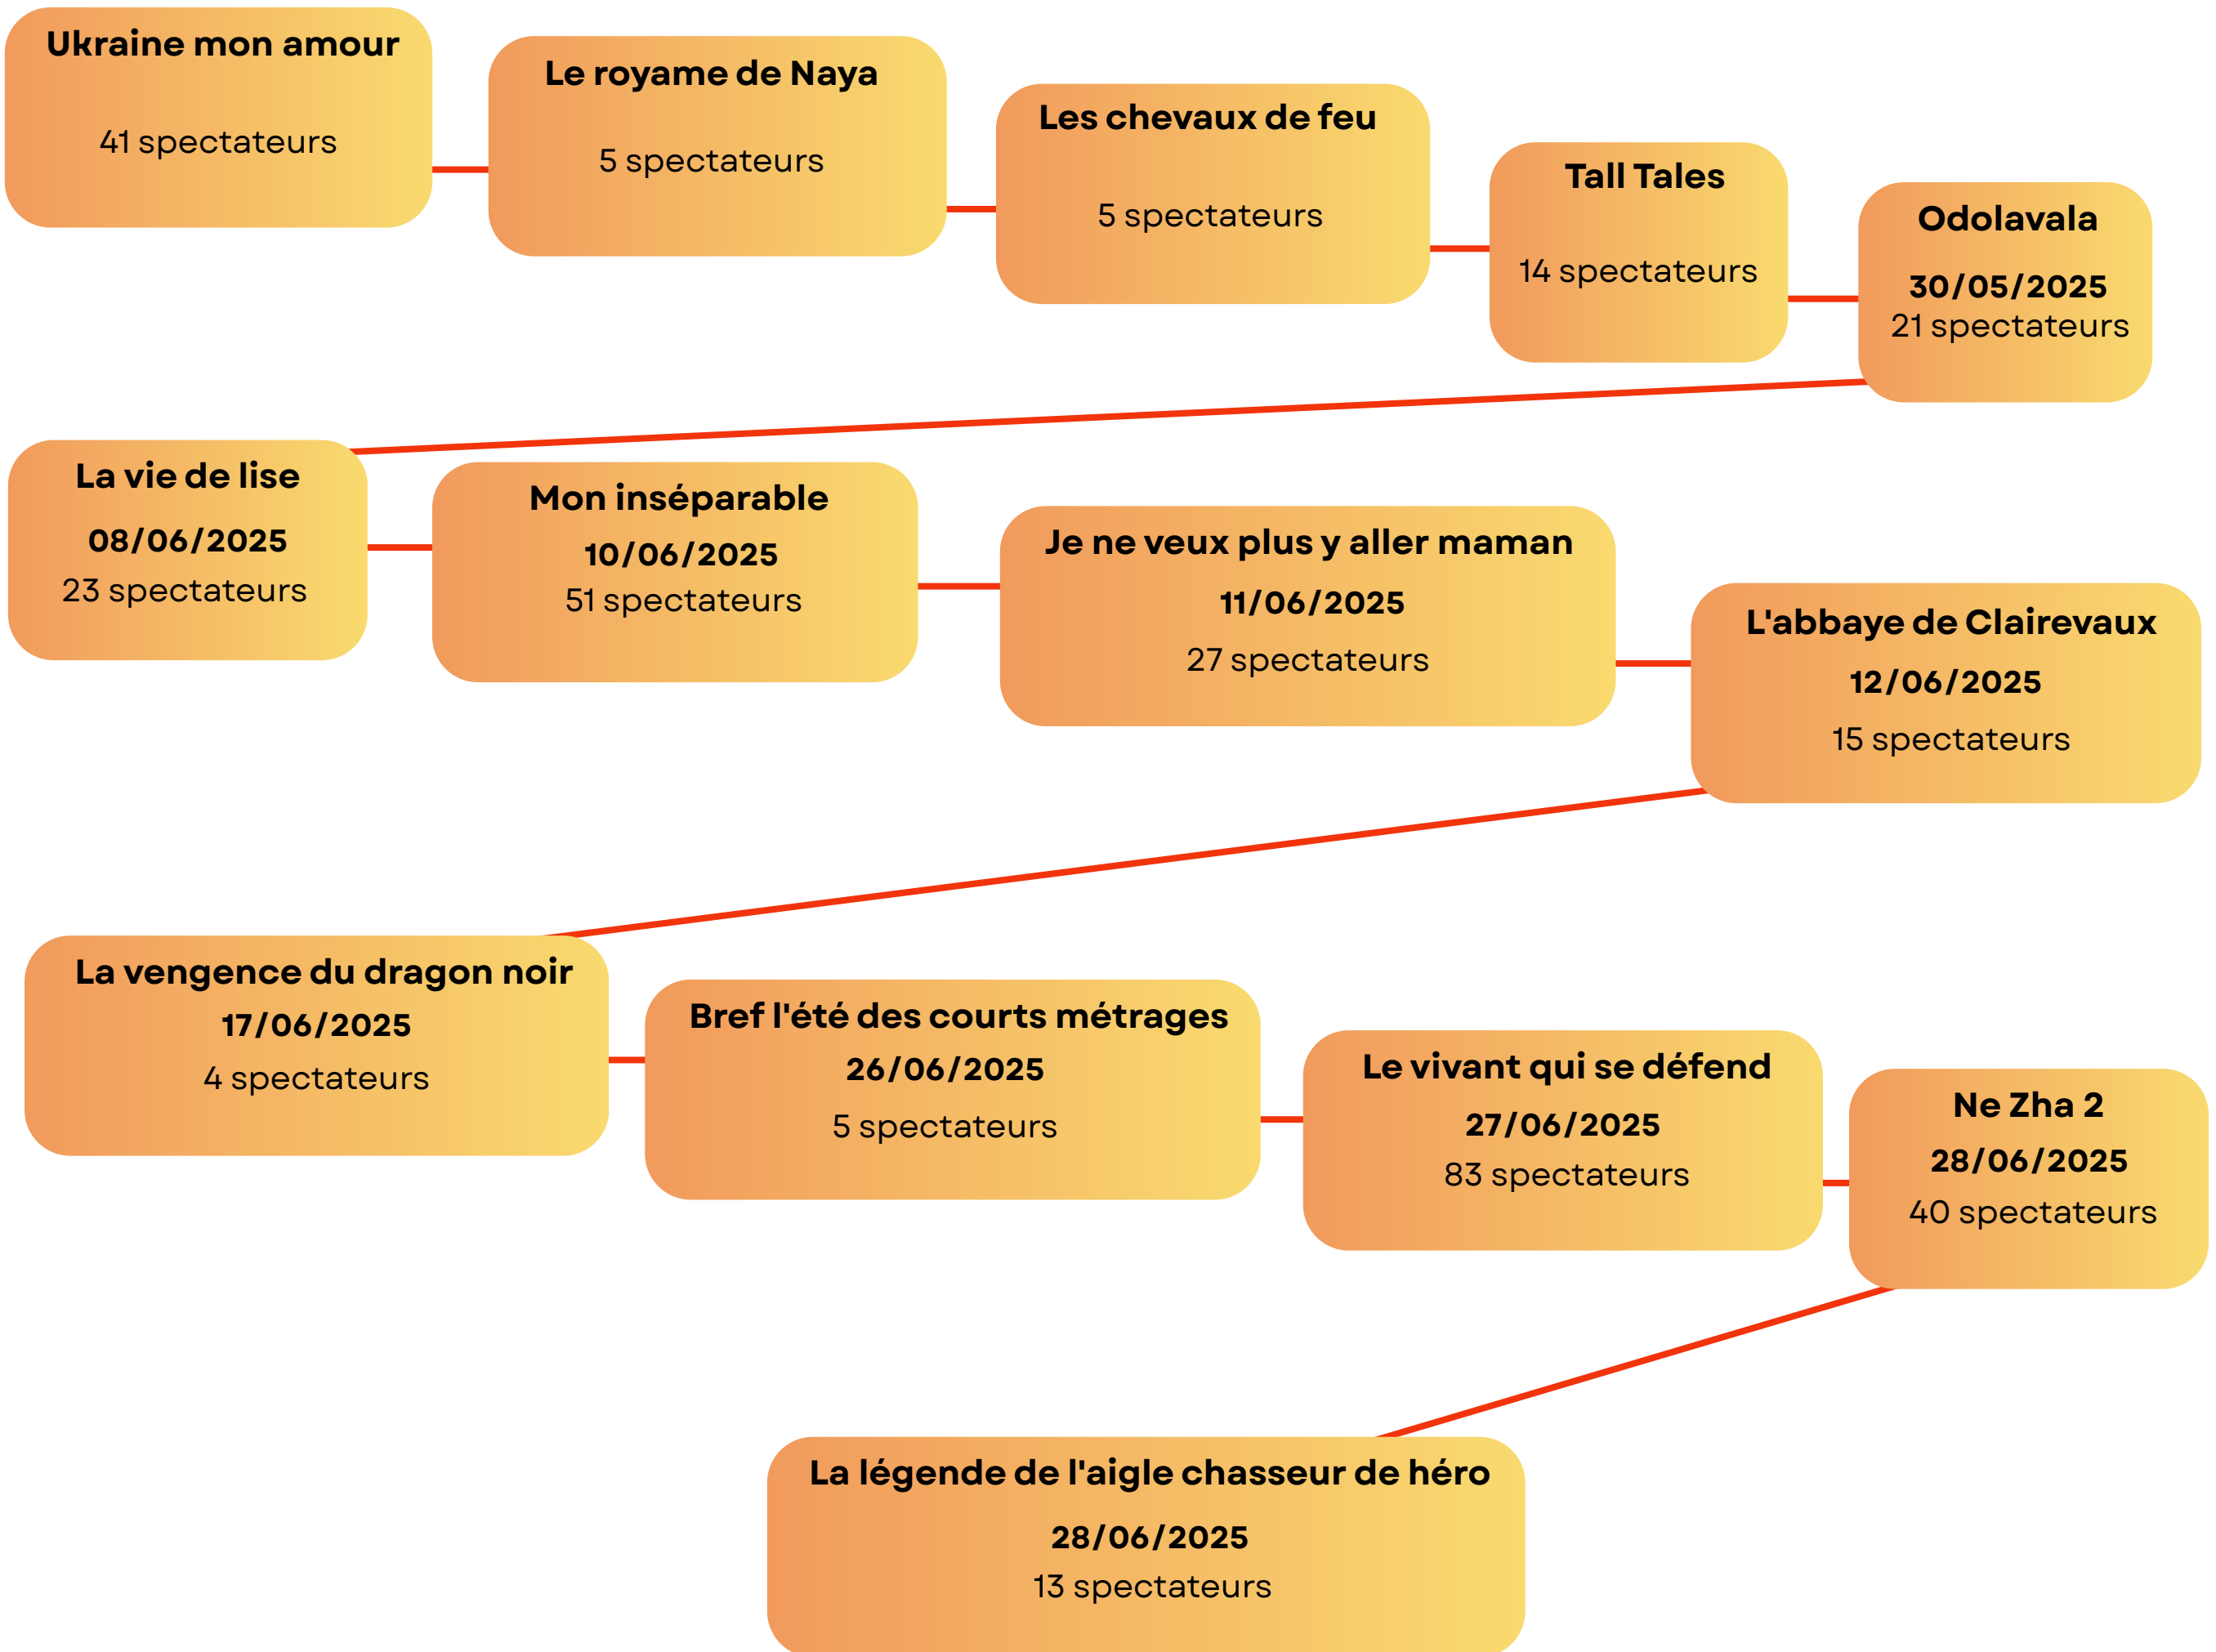 Ukraine mon amour
41 spectateurs
Le royame de Naya
5 spectateurs
Les chevaux de feu
5 spectateurs
Tall Tales
14 spectateurs
Odolavala
30/05/2025
21 spectateurs
La vie de lise
08/06/2025
23 spectateurs
Mon inséparable
10/06/2025
51 spectateurs
Je ne veux plus y aller maman
11/06/2025
27 spectateurs
L'abbaye de Clairevaux
12/06/2025
15 spectateurs
La vengence du dragon noir
17/06/2025
4 spectateurs
Bref l'été des courts métrages
26/06/2025
5 spectateurs
Le vivant qui se défend
27/06/2025
83 spectateurs
Ne Zha 2
28/06/2025
40 spectateurs
La légende de l'aigle chasseur de héro
28/06/2025
13 spectateurs